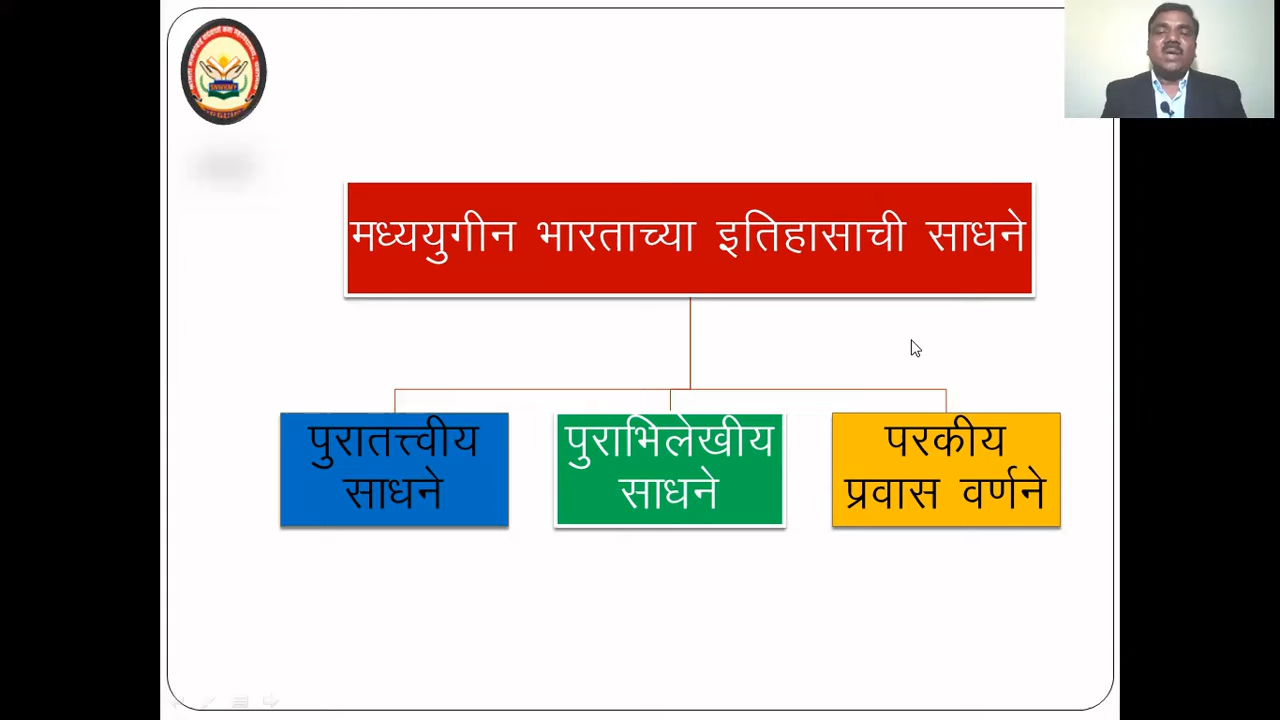 मध्ययुगीन भारताच्या इतिहासाची साधने
पुरातत्त्वीय
साधने
पुराभिलेखीय
साधने
परकीय
प्रवास वर्णने